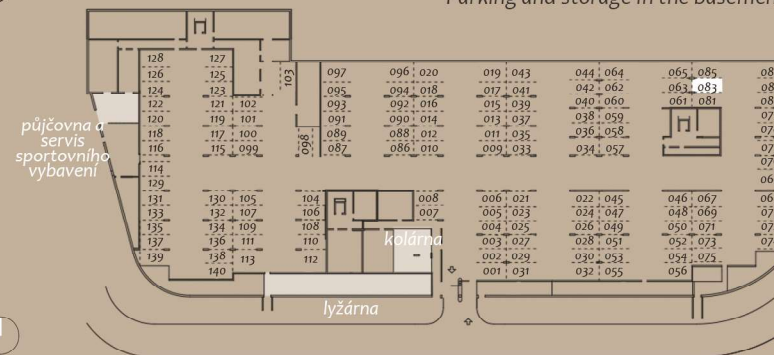 Parking and storage in the basemen
128 127 103 097 096 020 019 043 044 064 065 085
126 125 095 094 018 017 041 042 062 063 083
124 123 093 092 016 015 039 040 060 061 081
122 121 102 091 090 014 013 037 038 059
120 119 101 089 088 012 011 035 036 058
118 117 100 098 087 086 010 009 033 034 057
116 115 099
půjčovna a
servis
sportovního
vybavení
114
129
131 130 105 104 008 006 021 022 045 046 067
133 132 107 106 007 005 023 024 047 048 069
135 134 109 108 004 025 026 049 050 071
137 136 111 110 003 027 028 051 052 073
139 138 113 112 002 029 030 053 054 075
140 001 031 032 055 056
kolárna
lyžárna